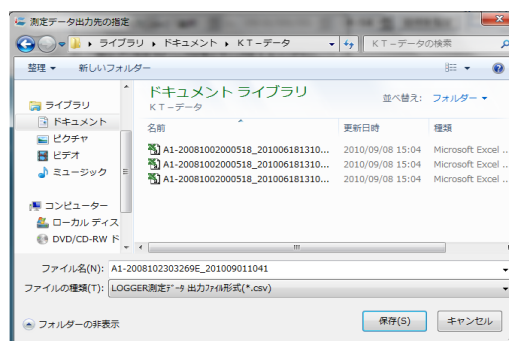 測定データ出力先の指定
ライブラリ ▸ ドキュメント ▸ KT-データ
KT-データの検索
整理 ▼ 新しいフォルダー
ライブラリ
ドキュメント
ピクチャ
ビデオ
ミュージック
コンピューター
ローカル ディス
DVD/CD-RW ド
ドキュメント ライブラリ
KT-データ
並べ替え: フォルダー ▼
名前 更新日時 種類
A1-20081002000518_201006181310... 2010/09/08 15:04 Microsoft Excel ...
A1-20081002000518_201006181310... 2010/09/08 15:04 Microsoft Excel ...
A1-20081002000518_201006181310... 2010/09/08 15:04 Microsoft Excel ...
ファイル名(N): A1-2008102303269E_201009011041
ファイルの種類(T): LOGGER測定データ 出力ファイル形式(*.csv)
フォルダーの非表示
保存(S) キャンセル